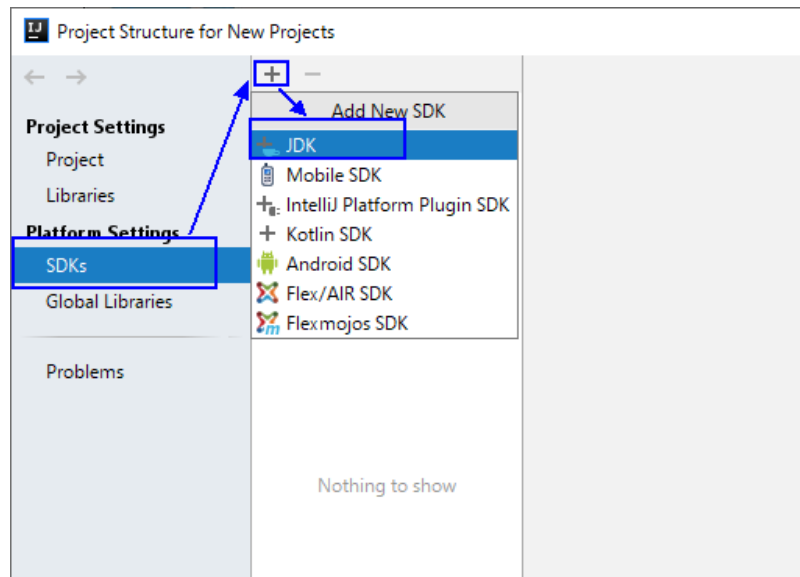 IJ
Project Structure for New Projects
Project Settings
Project
Libraries
Platform Settings
SDKs
Global Libraries
Problems
Add New SDK
JDK
Mobile SDK
IntelliJ Platform Plugin SDK
Kotlin SDK
Android SDK
Flex/AIR SDK
Flexmojos SDK
Nothing to show